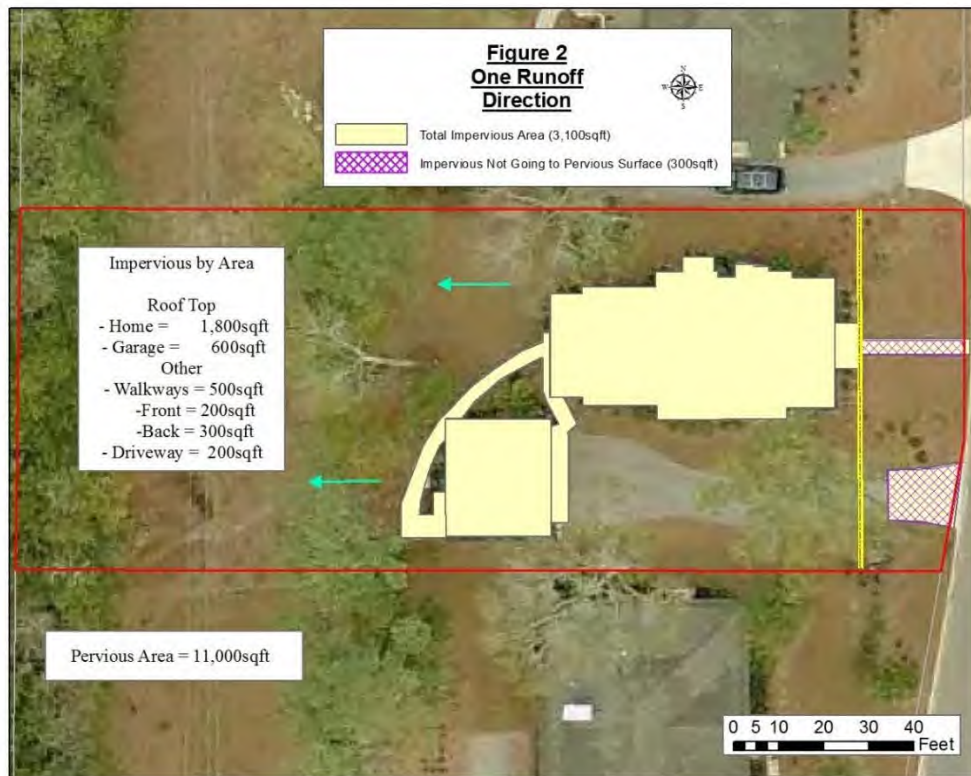 Figure 2
One Runoff
Direction
N
W E
S
Total Impervious Area (3,100sqft)
Impervious Not Going to Pervious Surface (300sqft)
Impervious by Area
Roof Top
- Home = 1,800sqft
- Garage = 600sqft
Other
- Walkways = 500sqft
-Front = 200sqft
-Back = 300sqft
- Driveway = 200sqft
Pervious Area = 11,000sqft
0 5 10 20 30 40
Feet